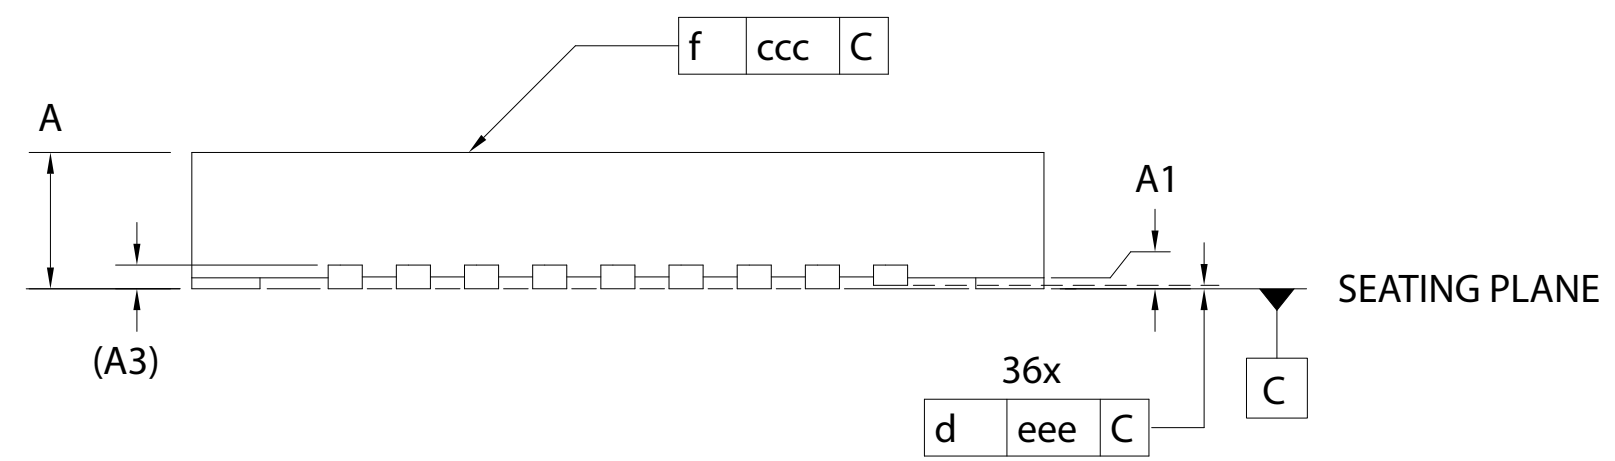 f ccc C
A
A1
SEATING PLANE
(A3)
36x
C
d eee C